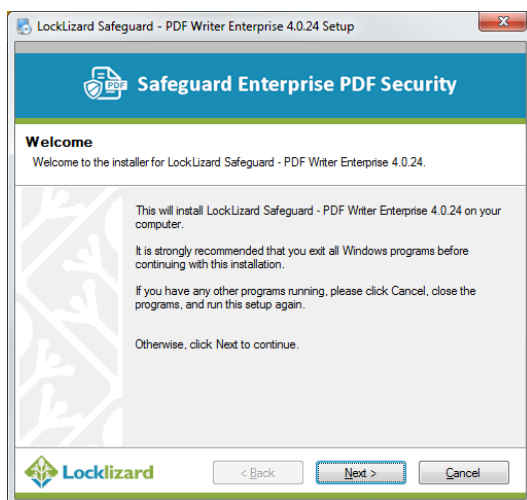 LockLizard Safeguard - PDF Writer Enterprise 4.0.24 Setup
PDF
Safeguard Enterprise PDF Security
Welcome
Welcome to the installer for LockLizard Safeguard - PDF Writer Enterprise 4.0.24.
This will install LockLizard Safeguard - PDF Writer Enterprise 4.0.24 on your
computer.
It is strongly recommended that you exit all Windows programs before
continuing with this installation.
If you have any other programs running, please click Cancel, close the
programs, and run this setup again.
Otherwise, click Next to continue.
Locklizard
< Back
Next >
Cancel